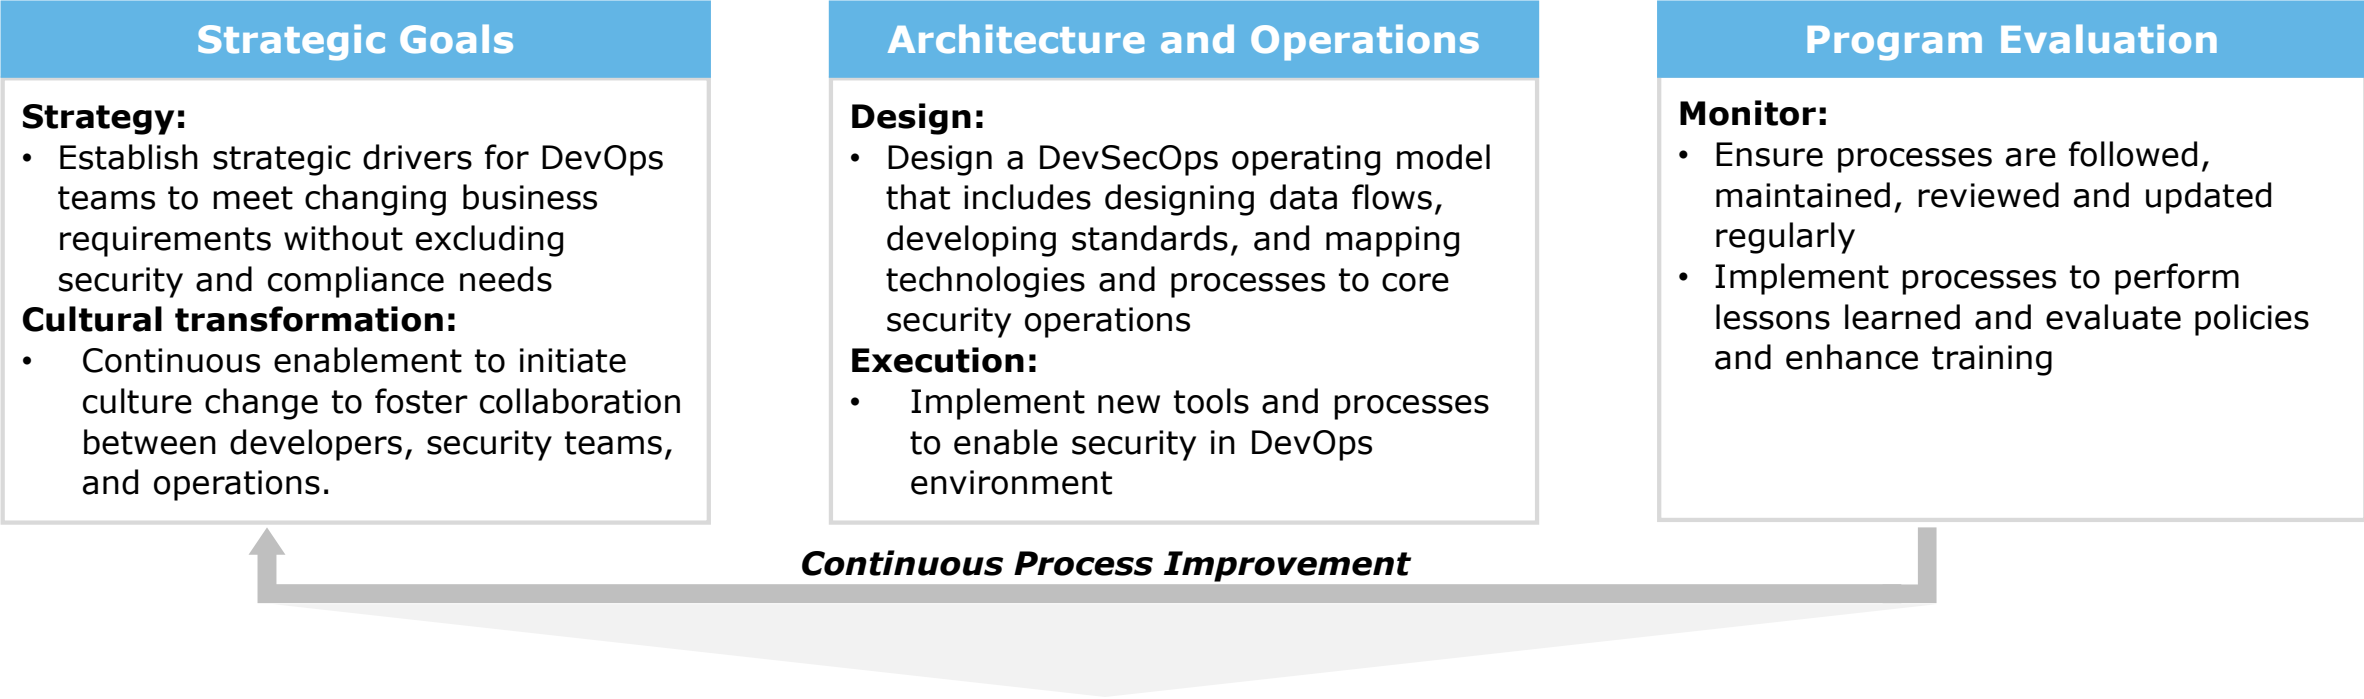 Strategic Goals
Strategy:
• Establish strategic drivers for DevOps
teams to meet changing business
requirements without excluding
security and compliance needs
Cultural transformation:
• Continuous enablement to initiate
culture change to foster collaboration
between developers, security teams,
and operations.
Architecture and Operations
Design:
• Design a DevSecOps operating model
that includes designing data flows,
developing standards, and mapping
technologies and processes to core
security operations
Execution:
• Implement new tools and processes
to enable security in DevOps
environment
Program Evaluation
Monitor:
• Ensure processes are followed,
maintained, reviewed and updated
regularly
• Implement processes to perform
lessons learned and evaluate policies
and enhance training
Continuous Process Improvement